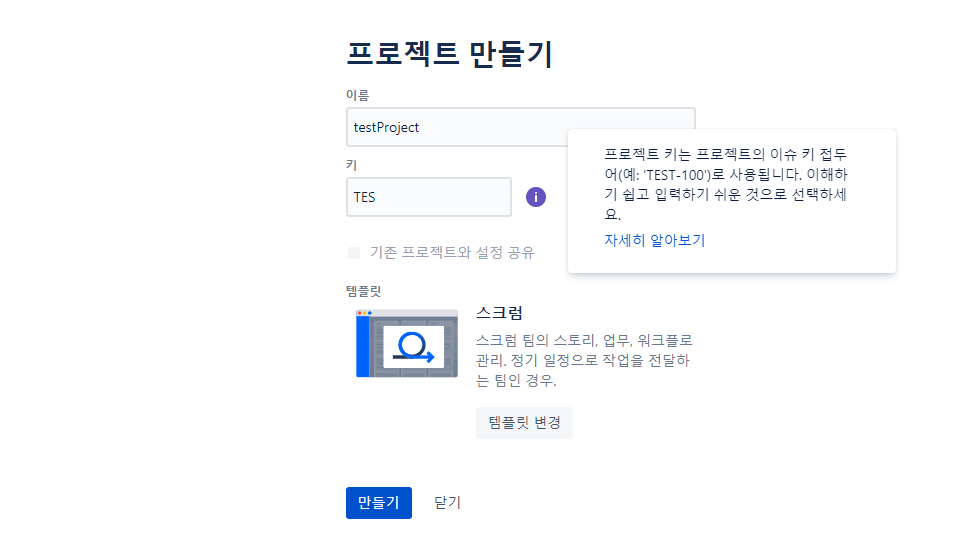 프로젝트 만들기
이름
testProject
키
TES
i
프로젝트 키는 프로젝트의 이슈 키 접두
어(예: 'TEST-100')로 사용됩니다. 이해하
기 쉽고 입력하기 쉬운 것으로 선택하세
요.
자세히 알아보기
기존 프로젝트와 설정 공유
템플릿
스크럼
스크럼 팀의 스토리, 업무, 워크플로
관리. 정기 일정으로 작업을 전달하
는 팀인 경우.
템플릿 변경
만들기
닫기